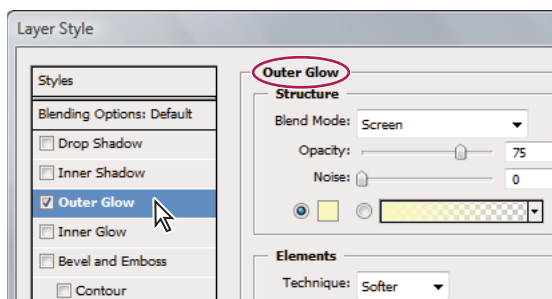 Layer Style
Styles
Blending Options: Default
Drop Shadow
Inner Shadow
Outer Glow
Inner Glow
Bevel and Emboss
Contour
Outer Glow
Structure
Blend Mode: Screen
Opacity: 75
Noise: 0
Elements
Technique: Softer